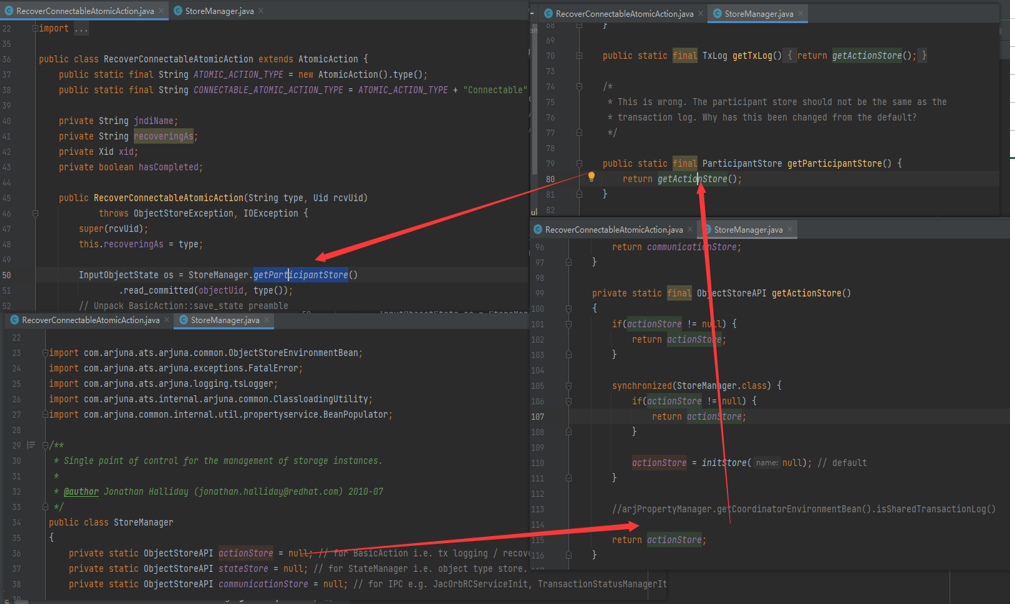 RecoverConnectableAtomicAction.java × StoreManager.java ×
22 import ...
35
36 public class RecoverConnectableAtomicAction extends AtomicAction {
37 public static final String ATOMIC_ACTION_TYPE = new AtomicAction().type();
38 public static final String CONNECTABLE_ATOMIC_ACTION_TYPE = ATOMIC_ACTION_TYPE + "Connectable"
39
40 private String jndiName;
41 private String recoveringAs;
42 private Xid xid;
43 private boolean hasCompleted;
44
45 public RecoverConnectableAtomicAction(String type, Uid rcvUid)
46 throws ObjectStoreException, IOException {
47 super(rcvUid);
48 this.recoveringAs = type;
49
50 InputObjectState os = StoreManager.getParticipantStore()
51 .read_committed(objectUid, type());
52 // Unpack BasicAction::save_state preamble
RecoverConnectableAtomicAction.java × StoreManager.java ×
68 }
69
70 public static final TxLog getTxLog() { return getActionStore(); }
73
74 /*
75 * This is wrong. The participant store should not be the same as the
76 * transaction log. Why has this been changed from the default?
77 */
78
79 public static final ParticipantStore getParticipantStore() {
80 return getActionStore();
81 }
82
RecoverConnectableAtomicAction.java × StoreManager.java ×
96 return communicationStore;
97 }
98
99 private static final ObjectStoreAPI getActionStore()
100 {
101 if(actionStore != null) {
102 return actionStore;
103 }
104
105 synchronized(StoreManager.class) {
106 if(actionStore != null) {
107 return actionStore;
108 }
109
110 actionStore = initStore( name: null); // default
111 }
112
113 //arjPropertyManager.getCoordinatorEnvironmentBean().isSharedTransactionLog()
114
115 return actionStore;
116 }
RecoverConnectableAtomicAction.java × StoreManager.java ×
22
23 import com.arjuna.ats.arjuna.common.ObjectStoreEnvironmentBean;
24 import com.arjuna.ats.arjuna.exceptions.FatalError;
25 import com.arjuna.ats.arjuna.logging.tsLogger;
26 import com.arjuna.ats.internal.arjuna.common.ClassloadingUtility;
27 import com.arjuna.common.internal.util.propertyservice.BeanPopulator;
28
29 /**
30 * Single point of control for the management of storage instances.
31 *
32 * @author Jonathan Halliday (jonathan.halliday@redhat.com) 2010-07
33 */
34 public class StoreManager
35 {
36 private static ObjectStoreAPI actionStore = null; // for BasicAction i.e. tx logging / recove
37 private static ObjectStoreAPI stateStore = null; // for StateManager i.e. object type store.
38 private static ObjectStoreAPI communicationStore = null; // for IPC e.g. JacOrbRCServiceInit, TransactionStatusManagerIt